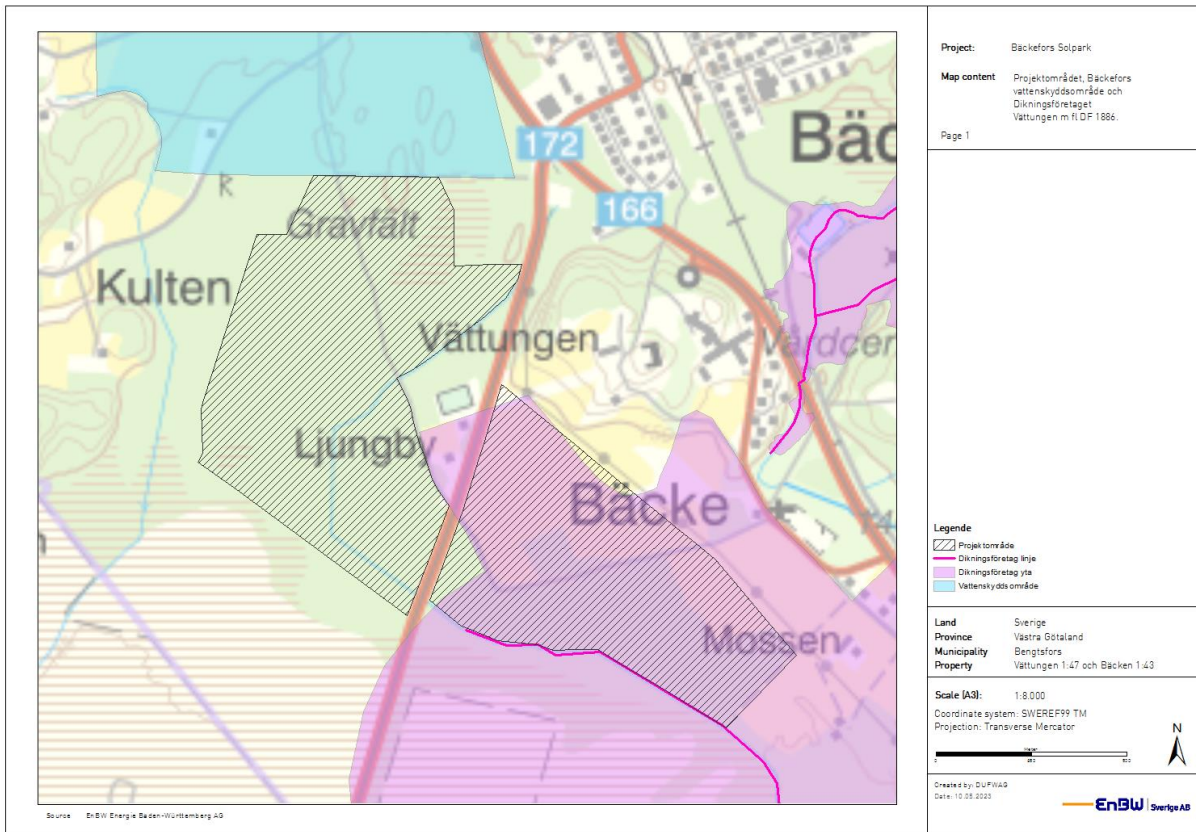 Bäc
172
166
Gravfält
R
Kulten
Vättungen
Vårdcen
Ljungby
Bäcke
Mossen
Source EnBW Energie Baden-Württemberg AG
Project: Bäckefors Solpark
Map content Projektområdet, Bäckefors
vattenskyddsområde och
Dikningsföretaget
Vättungen m fl DF 1886.
Page 1
Legende
Projektområde
Dikningsföretag linje
Dikningsföretag yta
Vattenskyddsområde
Land Sverige
Province Västra Götaland
Municipality Bengtsfors
Property Vättungen 1:47 och Bäcken 1:43
Scale (A3): 1:8.000
Coordinate system: SWEREF99 TM
Projection: Transverse Mercator
N
Meter
0
Created by: DUFWAG
Date: 10.05.2023
EnBW Sverige AB